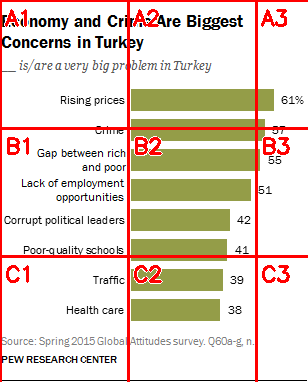 A1
A2
A3
Economy and Crime Are Biggest
Concerns in Turkey
__ is/are a very big problem in Turkey
Rising prices 61%
Crime 57
B1
B2
B3
Gap between rich
and poor 55
Lack of employment
opportunities 51
Corrupt political leaders 42
Poor-quality schools 41
C1
C2
C3
Traffic 39
Health care 38
Source: Spring 2015 Global Attitudes survey. Q60a-g, n.
PEW RESEARCH CENTER